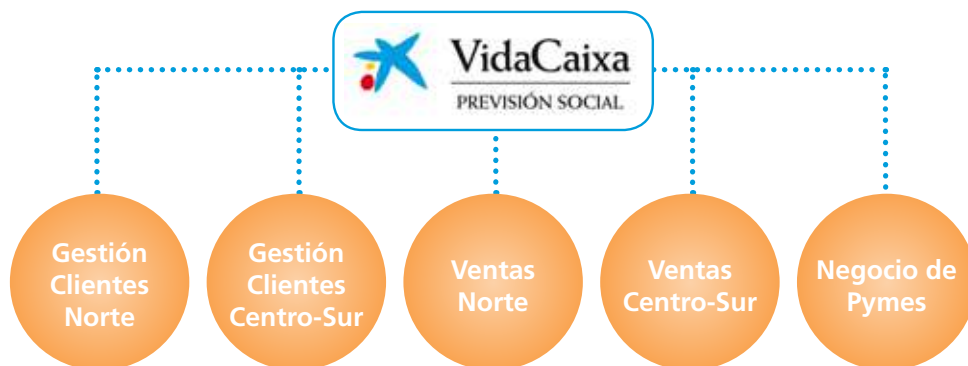 VidaCaixa
PREVISIÓN SOCIAL
Gestión
Clientes
Norte
Gestión
Clientes
Centro-Sur
Ventas
Norte
Ventas
Centro-Sur
Negocio de
Pymes